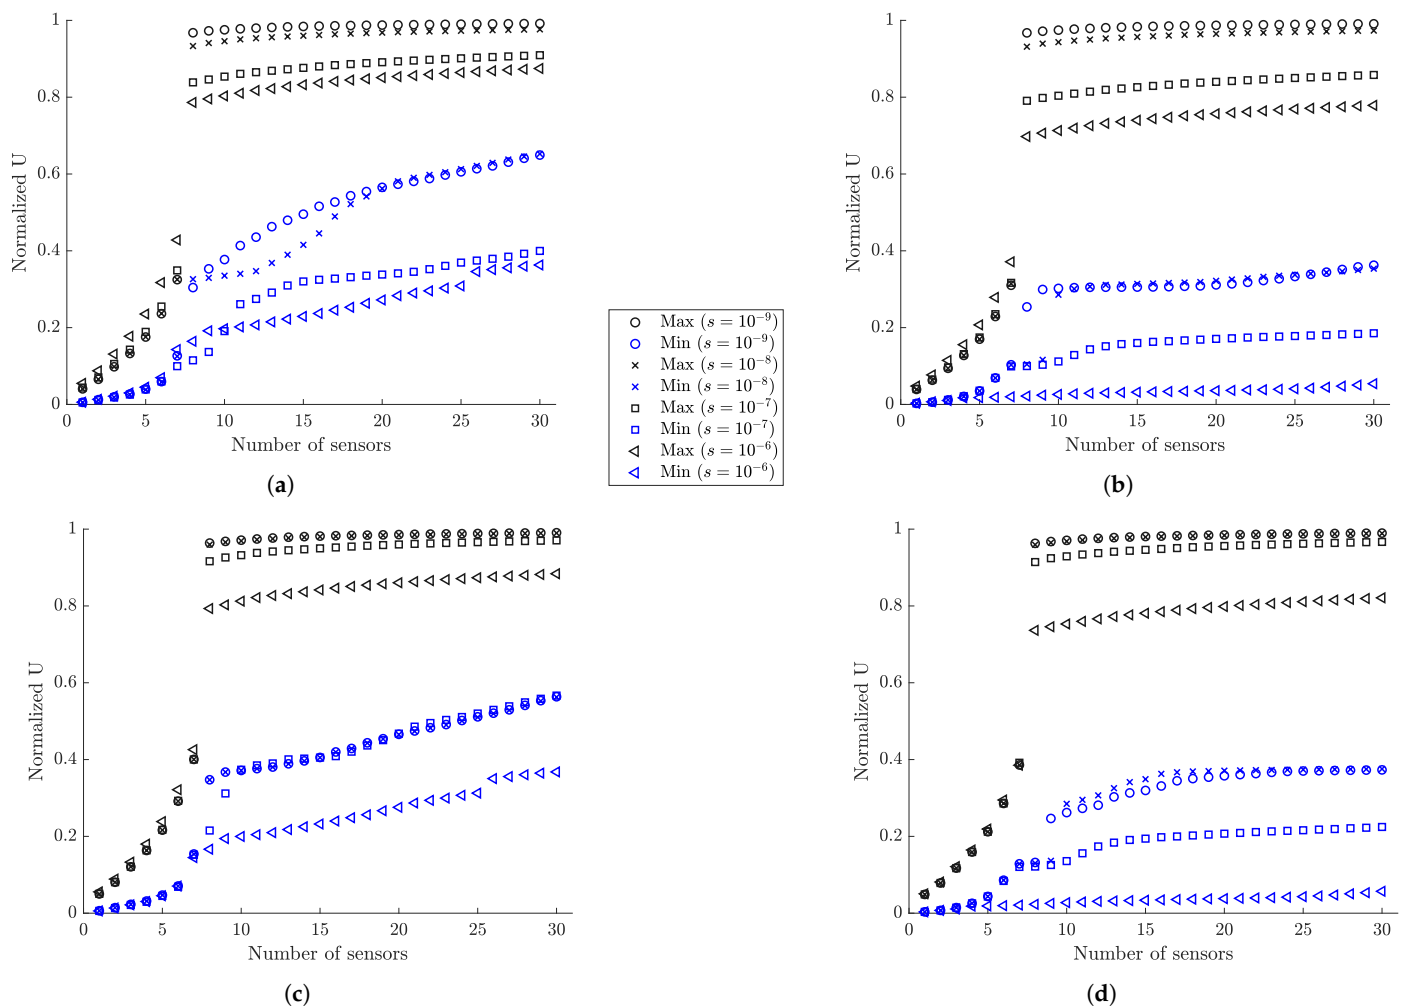 Normalized U
1
0.8
0.6
0.4
0.2
0
0 5 10 15 20 25 30
Number of sensors
(a)
Normalized U
1
0.8
0.6
0.4
0.2
0
0 5 10 15 20 25 30
Number of sensors
(b)
Max (s = 10⁻⁹)
Min (s = 10⁻⁹)
Max (s = 10⁻⁸)
Min (s = 10⁻⁸)
Max (s = 10⁻⁷)
Min (s = 10⁻⁷)
Max (s = 10⁻⁶)
Min (s = 10⁻⁶)
Normalized U
1
0.8
0.6
0.4
0.2
0
0 5 10 15 20 25 30
Number of sensors
(c)
Normalized U
1
0.8
0.6
0.4
0.2
0
0 5 10 15 20 25 30
Number of sensors
(d)